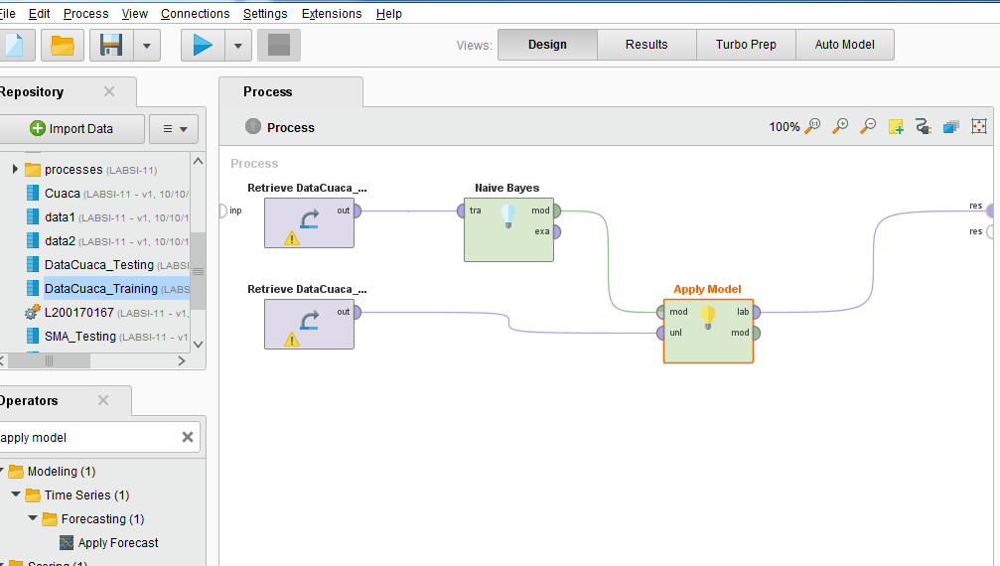 File Edit Process View Connections Settings Extensions Help
Views: Design Results Turbo Prep Auto Model
Repository
Import Data
processes (LABSI-11)
Cuaca (LABSI-11 - v1, 10/10/
data1 (LABSI-11 - v1, 10/10/1
data2 (LABSI-11 - v1, 10/10/1
DataCuaca_Testing (LABSI
DataCuaca_Training (LABS
L200170167 (LABSI-11 - v1,
SMA_Testing (LABSI-11 - v1
Operators
apply model
Modeling (1)
Time Series (1)
Forecasting (1)
Apply Forecast
Scoring (1)
Process
Process
100%
Process
Retrieve DataCuaca_...
inp
out
Naive Bayes
tra mod
exa
res
res
Retrieve DataCuaca_...
out
Apply Model
mod lab
unl mod